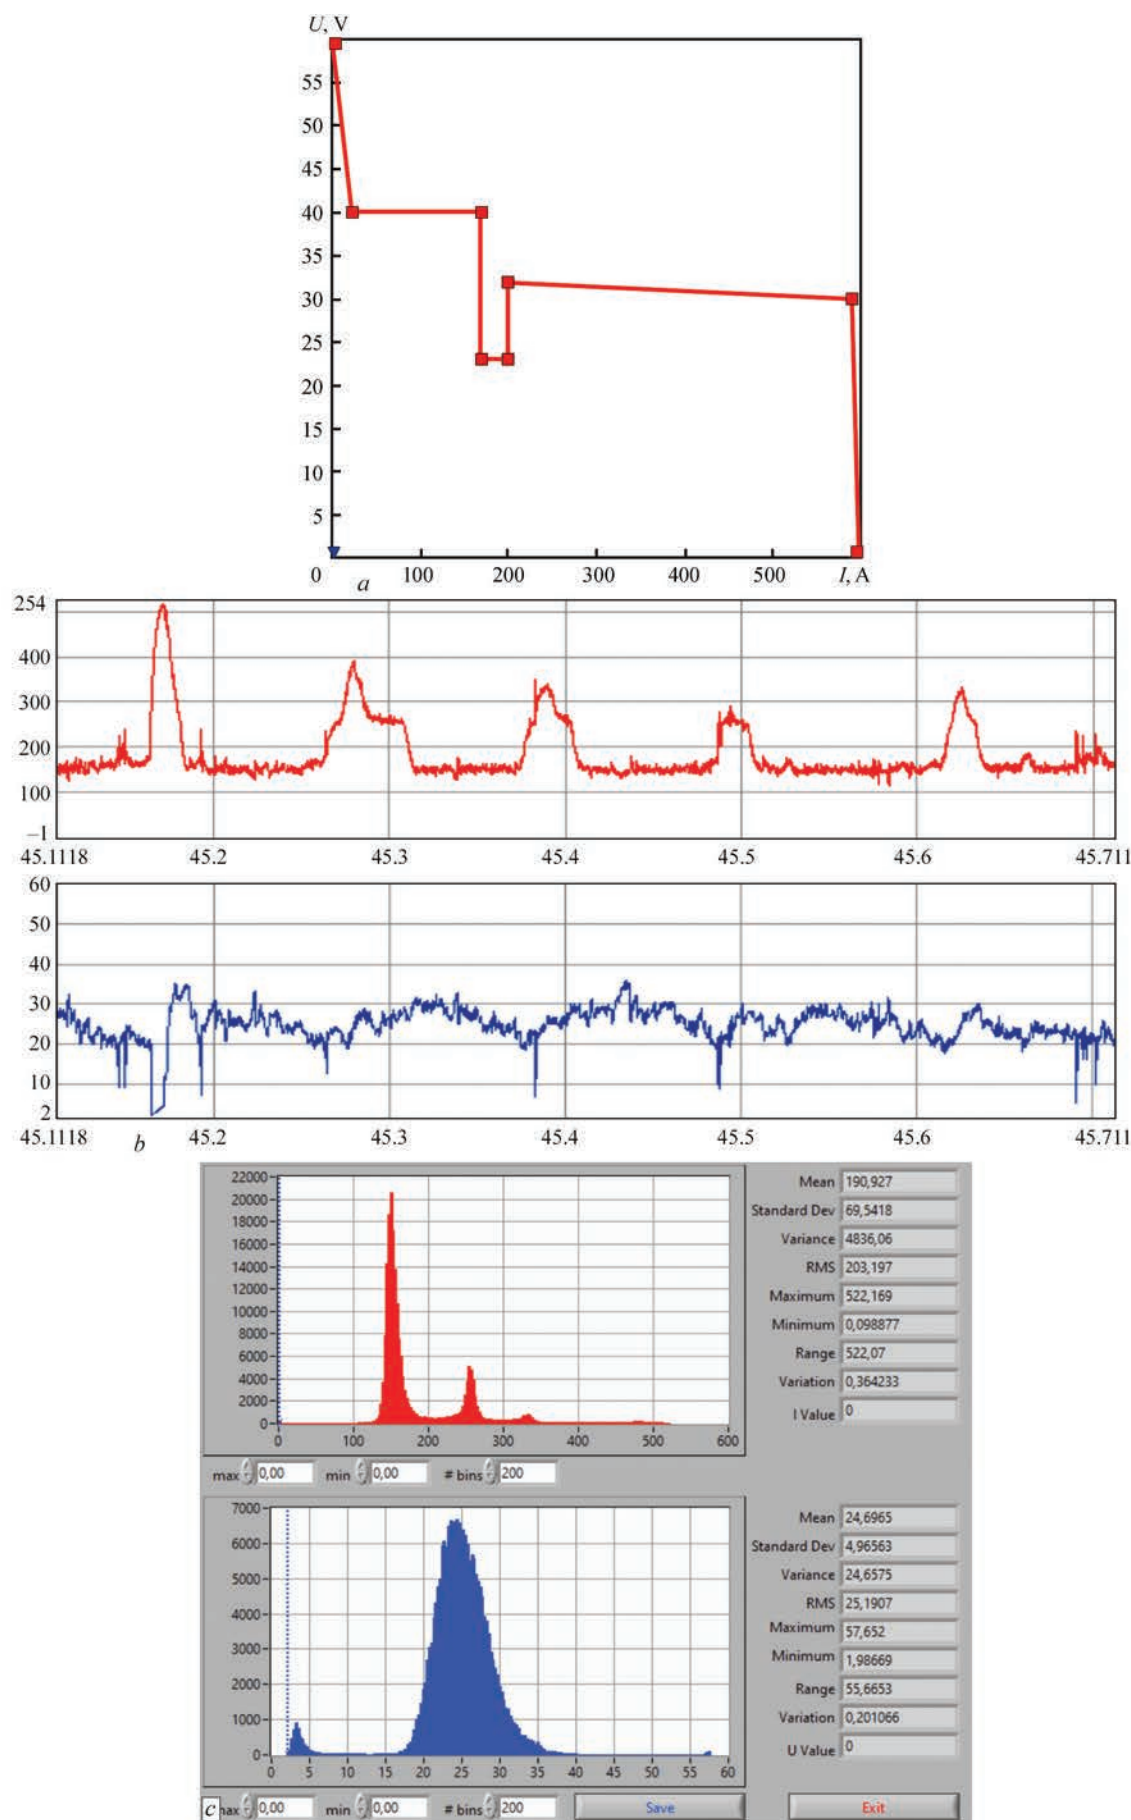 U, V
55
50
45
40
35
30
25
20
15
10
5
0 100 200 300 400 500 I, A
a
254
400
300
200
100
–1
45.1118 45.2 45.3 45.4 45.5 45.6 45.711
60
50
40
30
20
10
2
45.1118 45.2 45.3 45.4 45.5 45.6 45.711
b
22000
20000
18000
16000
14000
12000
10000
8000
6000
4000
2000
0
0 100 200 300 400 500 600
Mean 190,927
Standard Dev 69,5418
Variance 4836,06
RMS 203,197
Maximum 522,169
Minimum 0,098877
Range 522,07
Variation 0,364233
I Value 0
max 0,00 min 0,00 # bins 200
7000
6000
5000
4000
3000
2000
1000
0
0 5 10 15 20 25 30 35 40 45 50 55 60
Mean 24,6965
Standard Dev 4,96563
Variance 24,6575
RMS 25,1907
Maximum 57,652
Minimum 1,98669
Range 55,6653
Variation 0,201066
U Value 0
c
0,00 min 0,00 # bins 200 Save Exit